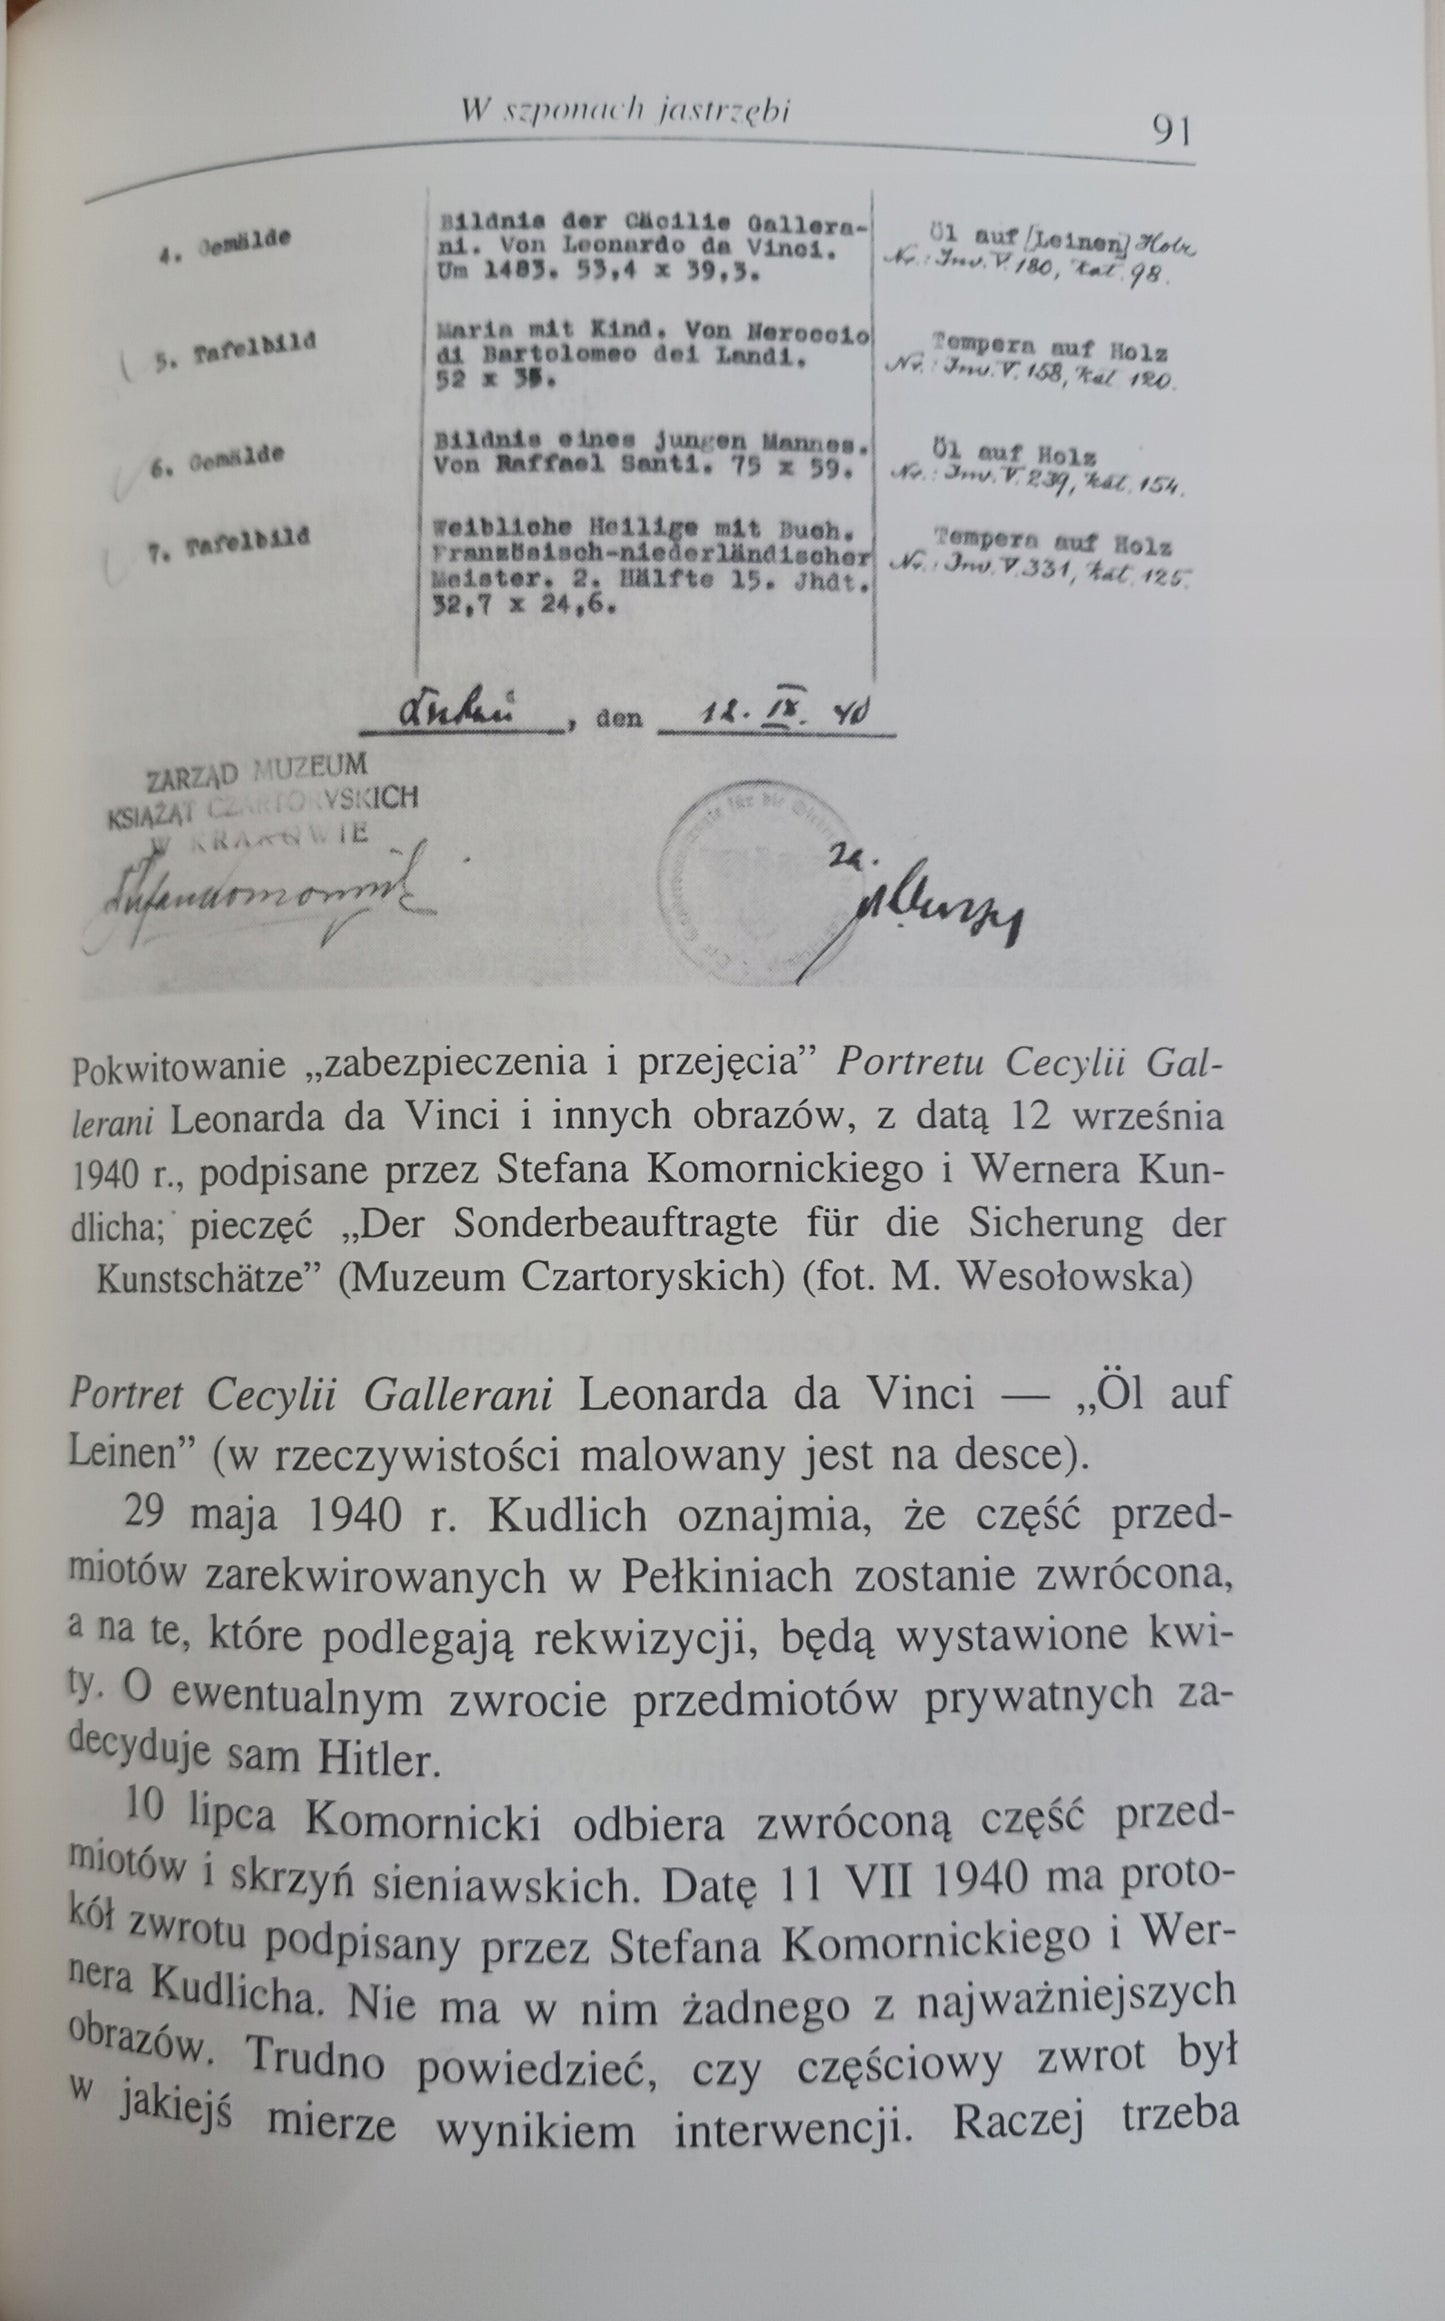 W szponach jastrzębi
91
4. Gemälde
Bildnis der Cäcilie Gallera-
ni. Von Leonardo da Vinci.
Um 1483. 53,4 x 39,3.
Öl auf [Leinen] Holz
Nr.: Inv. V. 180, Kat. 98.
5. Tafelbild
Maria mit Kind. Von Neroccio
di Bartolomeo dei Landi.
52 x 35.
Tempera auf Holz
Nr.: Inv. V. 158, Kat 120.
6. Gemälde
Bildnis eines jungen Mannes.
Von Raffael Santi. 75 x 59.
Öl auf Holz
Nr.: Inv. V. 239, Kat. 154.
7. Tafelbild
Weibliche Heilige mit Buch.
Französisch-niederländischer
Meister. 2. Hälfte 15. Jhdt.
32,7 x 24,6.
Tempera auf Holz
Nr.: Inv. V. 331, Kat. 125.
, den 12. IX. 40
ZARZĄD MUZEUM
KSIĄŻĄT CZARTORYSKICH
W KRAKOWIE
Pokwitowanie „zabezpieczenia i przejęcia” Portretu Cecylii Gal-
lerani Leonarda da Vinci i innych obrazów, z datą 12 września
1940 r., podpisane przez Stefana Komornickiego i Wernera Kun-
dlicha; pieczęć „Der Sonderbeauftragte für die Sicherung der
Kunstschätze” (Muzeum Czartoryskich) (fot. M. Wesołowska)
Portret Cecylii Gallerani Leonarda da Vinci — „Öl auf
Leinen” (w rzeczywistości malowany jest na desce).
29 maja 1940 r. Kudlich oznajmia, że część przed-
miotów zarekwirowanych w Pełkiniach zostanie zwrócona,
a na te, które podlegają rekwizycji, będą wystawione kwi-
ty. O ewentualnym zwrocie przedmiotów prywatnych za-
decyduje sam Hitler.
10 lipca Komornicki odbiera zwróconą część przed-
miotów i skrzyń sieniawskich. Datę 11 VII 1940 ma proto-
kół zwrotu podpisany przez Stefana Komornickiego i Wer-
nera Kudlicha. Nie ma w nim żadnego z najważniejszych
obrazów. Trudno powiedzieć, czy częściowy zwrot był
w jakiejś mierze wynikiem interwencji. Raczej trzeba